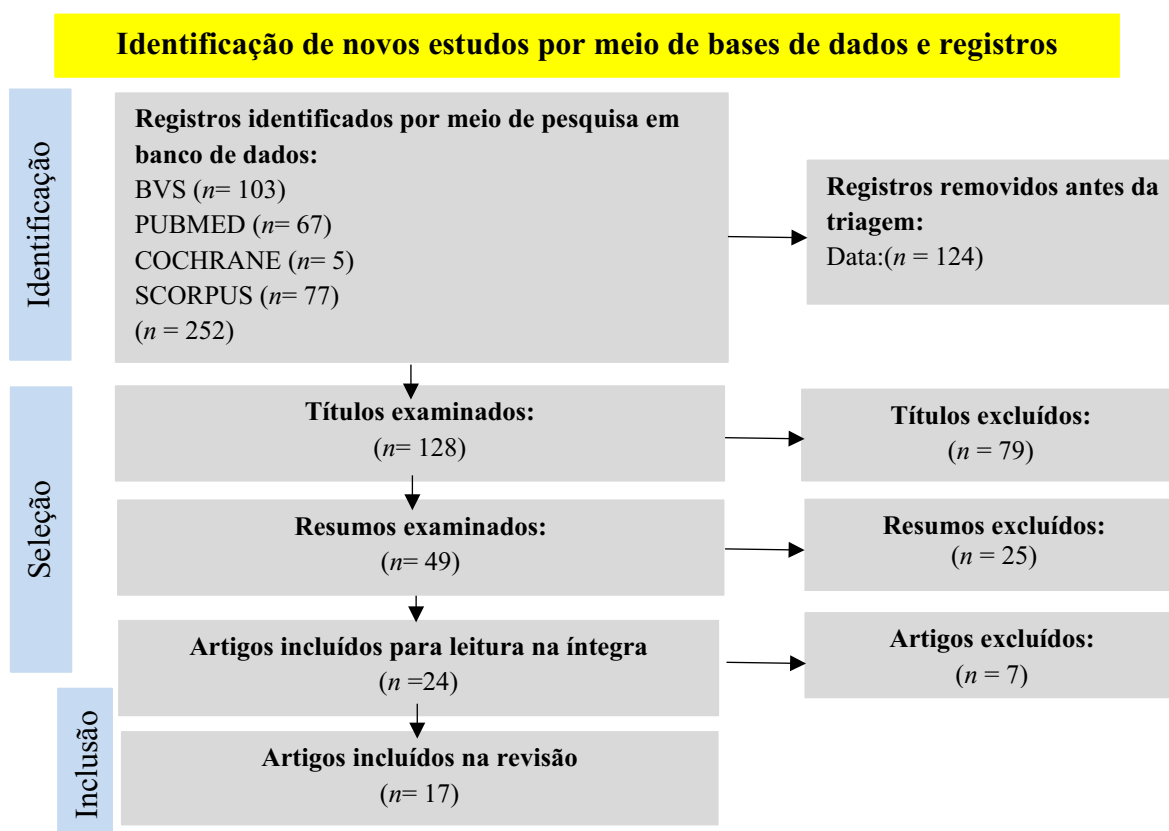 Identificação de novos estudos por meio de bases de dados e registros
Identificação
Registros identificados por meio de pesquisa em
banco de dados:
BVS (n= 103)
PUBMED (n= 67)
COCHRANE (n= 5)
SCORPUS (n= 77)
(n = 252)
Registros removidos antes da
triagem:
Data:(n = 124)
Seleção
Títulos examinados:
(n= 128)
Títulos excluídos:
(n = 79)
Resumos examinados:
(n= 49)
Resumos excluídos:
(n = 25)
Artigos incluídos para leitura na íntegra
(n =24)
Artigos excluídos:
(n = 7)
Inclusão
Artigos incluídos na revisão
(n= 17)